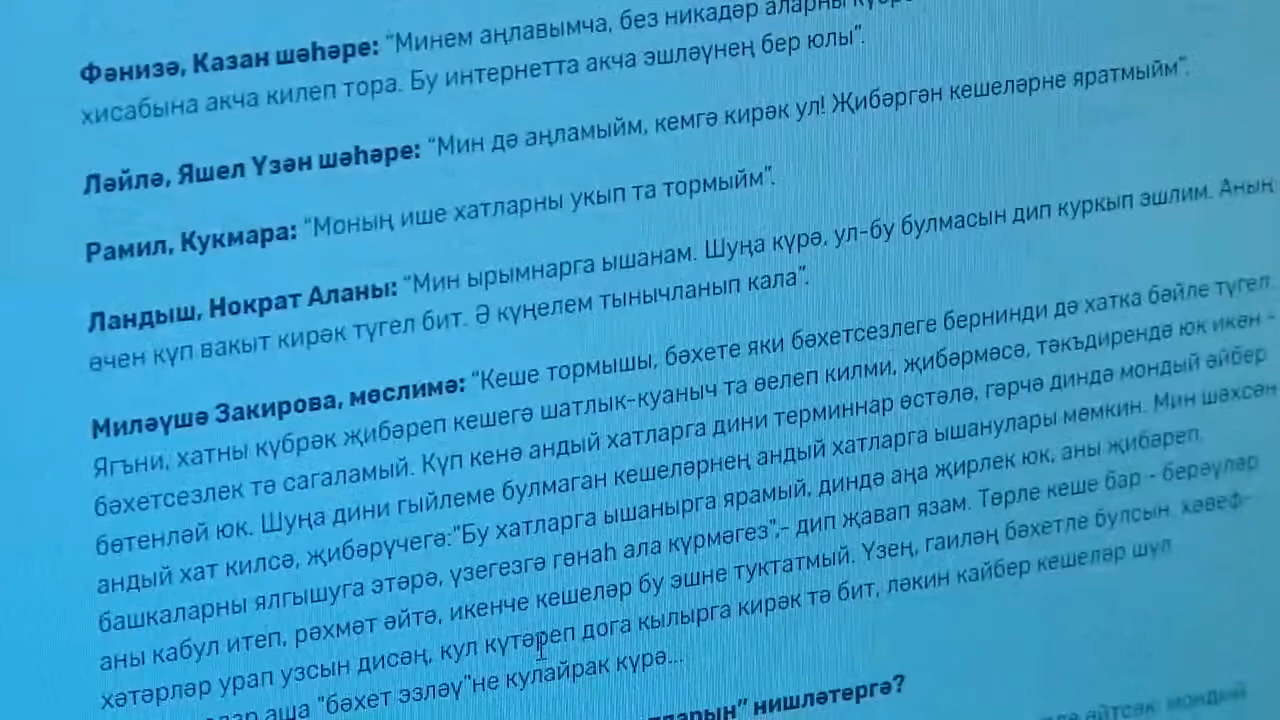 Фәнизә, Казан шәһәре: "Минем аңлавымча, без никадәр аларны
хисабына акча килеп тора. Бу интернетта акча эшләүнең бер юлы".
Ләйлә, Яшел Үзән шәһәре: "Мин дә аңламыйм, кемгә кирәк ул! Җибәргән кешеләрне яратмыйм".
Рамил, Кукмара: "Моның ише хатларны укып та тормыйм".
Ландыш, Нократ Аланы: "Мин ырымнарга ышанам. Шуңа күрә, ул-бу булмасын дип куркып эшлим. Аның
өчен күп вакыт кирәк түгел бит. Ә күңелем тынычланып кала".
Миләүшә Закирова, мөслимә: "Кеше тормышы, бәхете яки бәхетсезлеге бернинди дә хатка бәйле түгел.
Ягъни, хатны күбрәк җибәреп кешегә шатлык-куаныч та өелеп килми, җибәрмәсә, тәкъдирендә юк икән -
бәхетсезлек тә сагаламый. Күп кенә андый хатларга дини терминнар өстәлә, гәрчә диндә мондый әйбер
бөтенләй юк. Шуңа дини гыйлеме булмаган кешеләрнең андый хатларга ышанулары мөмкин. Мин шәхсән
андый хат килсә, җибәрүчегә:"Бу хатларга ышанырга ярамый, диндә аңа җирлек юк, аны җибәреп,
башкаларны ялгышуга этәрә, үзегезгә гөнаһ ала күрмәгез",- дип җавап язам. Төрле кеше бар - берәүләр
аны кабул итеп, рәхмәт әйтә, икенче кешеләр бу эшне туктатмый. Үзең, гаиләң бәхетле булсын, хәвеф-
хәтәрләр урап узсын дисәң, кул күтәреп дога кылырга кирәк тә бит, ләкин кайбер кешеләр шул
аша "бәхет эзләү"не кулайрак күрә...
нишләтергә?
әйтсәк, мондый